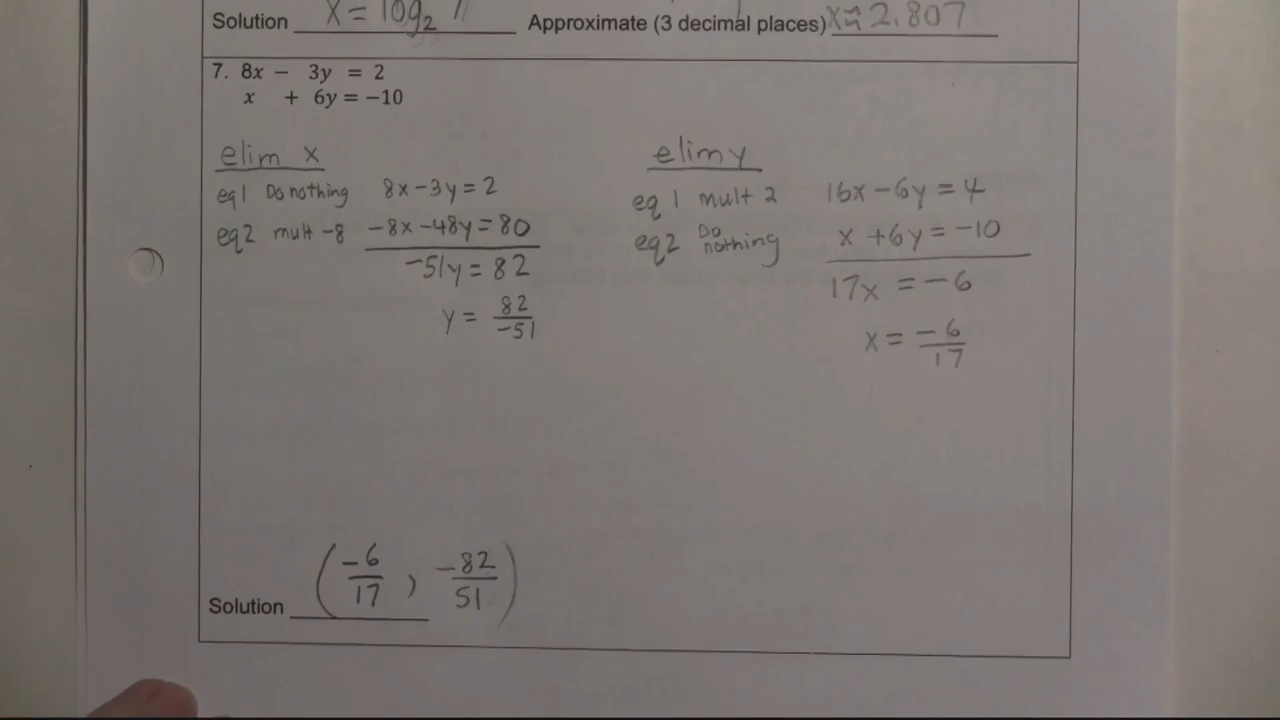 Solution x = log2 Approximate (3 decimal places) x ≈ 2.807
7. 8x − 3y = 2
x + 6y = −10
elim x
eq1 Do nothing 8x − 3y = 2
eq2 mult -8 −8x − 48y = 80
−51y = 82
y = 82/−51
elim y
eq 1 mult 2 16x − 6y = 4
eq2 Do nothing x + 6y = −10
17x = −6
x = −6/17
Solution (−6/17, −82/51)